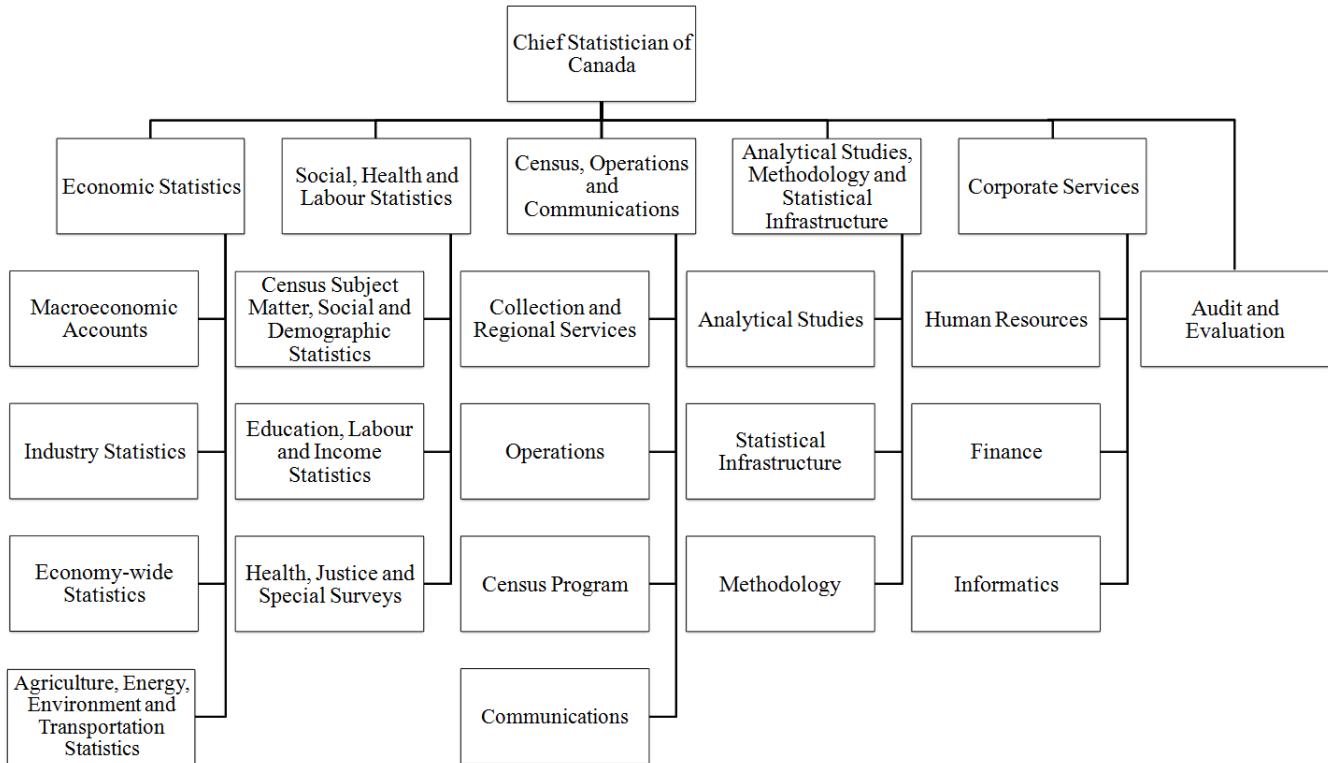 Chief Statistician of
Canada
Economic Statistics
Social, Health and
Labour Statistics
Census, Operations
and
Communications
Analytical Studies,
Methodology and
Statistical
Infrastructure
Corporate Services
Macroeconomic
Accounts
Census Subject
Matter, Social and
Demographic
Statistics
Collection and
Regional Services
Analytical Studies
Human Resources
Audit and
Evaluation
Industry Statistics
Education, Labour
and Income
Statistics
Operations
Statistical
Infrastructure
Finance
Economy-wide
Statistics
Health, Justice and
Special Surveys
Census Program
Methodology
Informatics
Agriculture, Energy,
Environment and
Transportation
Statistics
Communications